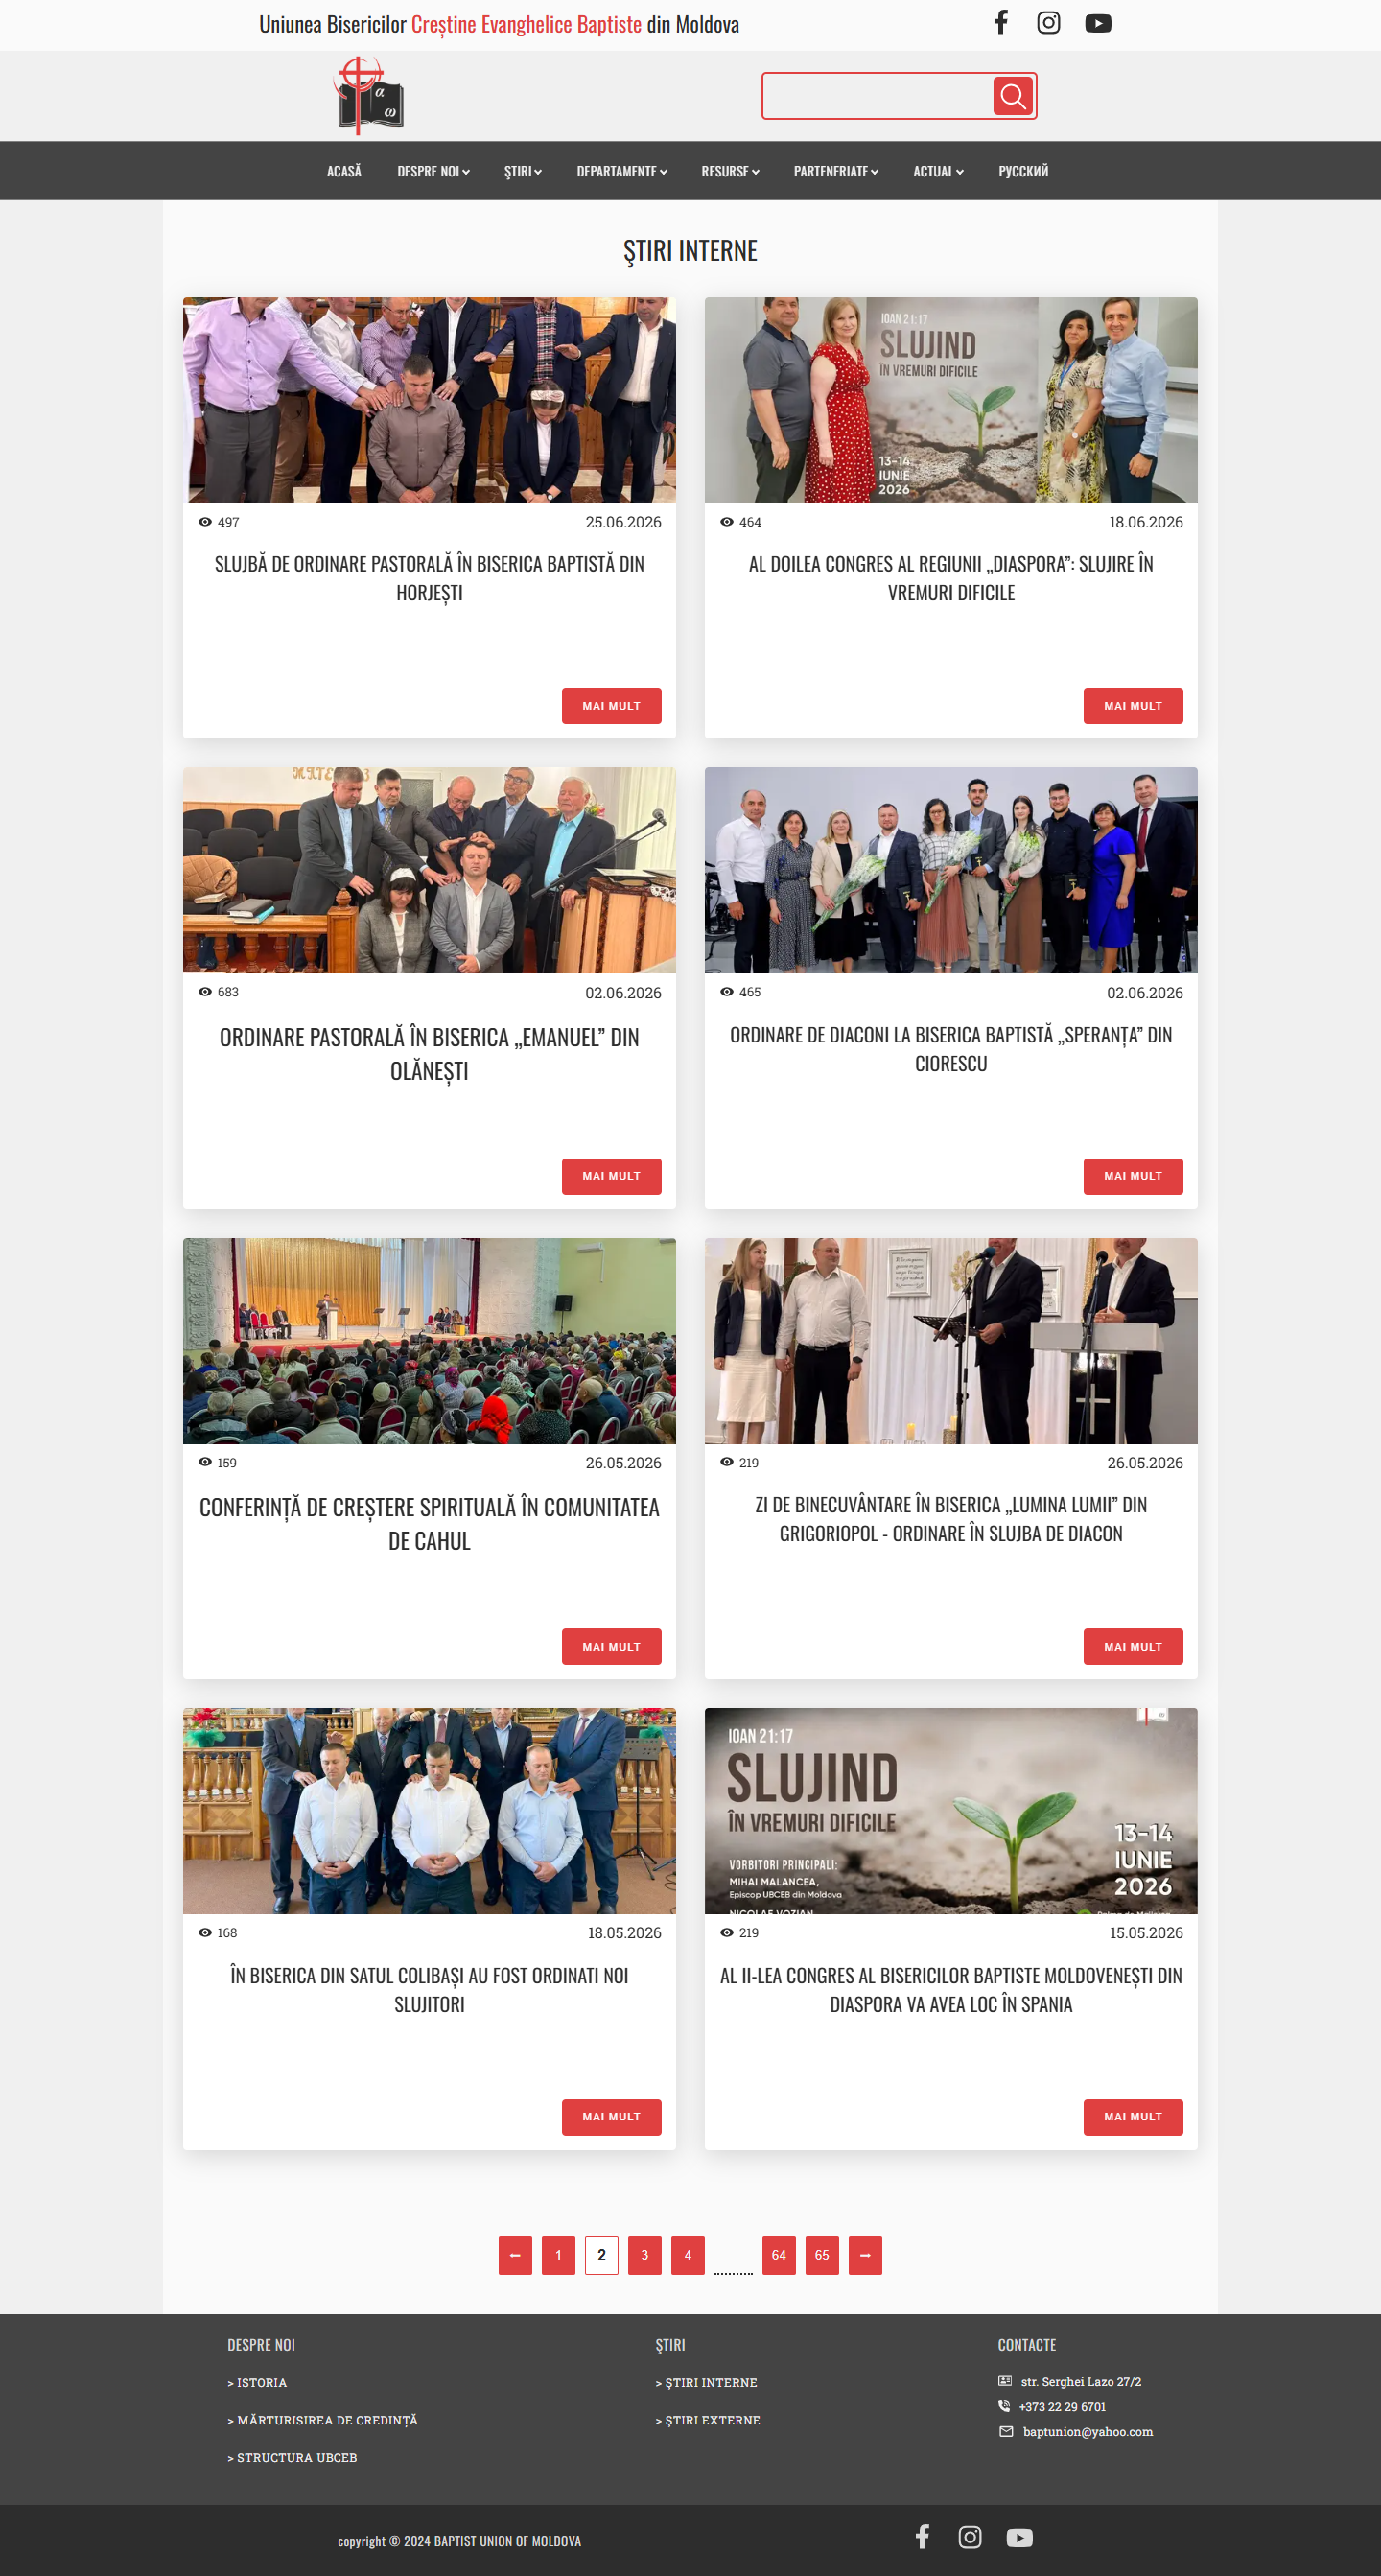 Uniunea Bisericilor Creștine Evanghelice Baptiste din Moldova
α
ω
ACASĂ DESPRE NOI ŞTIRI DEPARTAMENTE RESURSE PARTENERIATE ACTUAL РУССКИЙ
ŞTIRI INTERNE
497 25.06.2026
SLUJBĂ DE ORDINARE PASTORALĂ ÎN BISERICA BAPTISTĂ DIN
HORJEȘTI
MAI MULT
IOAN 21:17
SLUJIND
ÎN VREMURI DIFICILE
13-14
IUNIE
2026
464 18.06.2026
AL DOILEA CONGRES AL REGIUNII „DIASPORA”: SLUJIRE ÎN
VREMURI DIFICILE
MAI MULT
683 02.06.2026
ORDINARE PASTORALĂ ÎN BISERICA „EMANUEL” DIN
OLĂNEȘTI
MAI MULT
465 02.06.2026
ORDINARE DE DIACONI LA BISERICA BAPTISTĂ „SPERANȚA” DIN
CIORESCU
MAI MULT
159 26.05.2026
CONFERINȚĂ DE CREȘTERE SPIRITUALĂ ÎN COMUNITATEA
DE CAHUL
MAI MULT
219 26.05.2026
ZI DE BINECUVÂNTARE ÎN BISERICA „LUMINA LUMII” DIN
GRIGORIOPOL - ORDINARE ÎN SLUJBA DE DIACON
MAI MULT
168 18.05.2026
ÎN BISERICA DIN SATUL COLIBAȘI AU FOST ORDINATI NOI
SLUJITORI
MAI MULT
IOAN 21:17
SLUJIND
ÎN VREMURI DIFICILE
VORBITORI PRINCIPALI:
MIHAI MALANCEA,
Episcop UBCEB din Moldova
NICOLAE VOZIAN
13-14
IUNIE
2026
219 15.05.2026
AL II-LEA CONGRES AL BISERICILOR BAPTISTE MOLDOVENEȘTI DIN
DIASPORA VA AVEA LOC ÎN SPANIA
MAI MULT
← 1 2 3 4 ........ 64 65 →
DESPRE NOI
> ISTORIA
> MĂRTURISIREA DE CREDINȚĂ
> STRUCTURA UBCEB
ŞTIRI
> ŞTIRI INTERNE
> ŞTIRI EXTERNE
CONTACTE
str. Serghei Lazo 27/2
+373 22 29 6701
baptunion@yahoo.com
copyright © 2024 BAPTIST UNION OF MOLDOVA